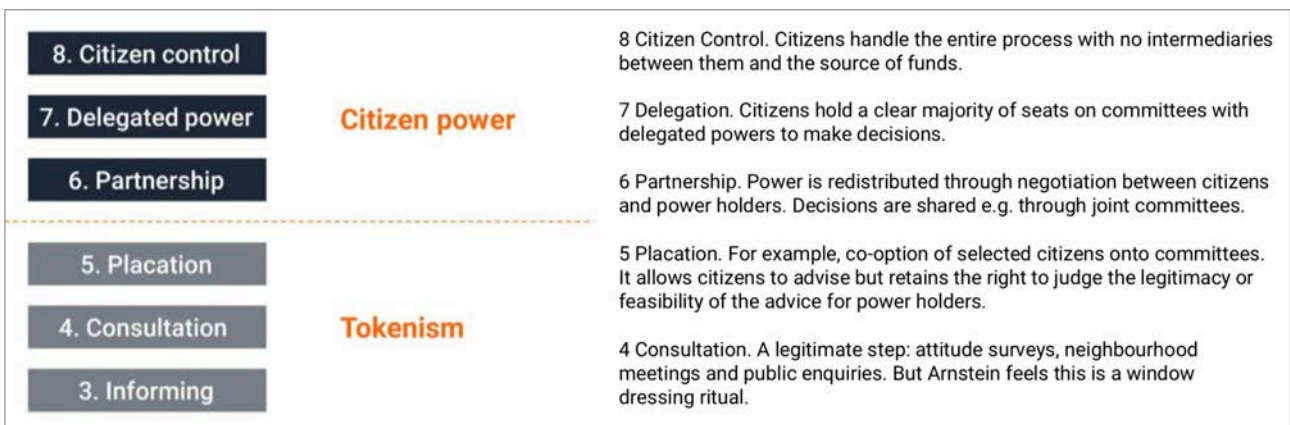 8. Citizen control
7. Delegated power
Citizen power
6. Partnership
5. Placation
4. Consultation
Tokenism
3. Informing
8 Citizen Control. Citizens handle the entire process with no intermediaries
between them and the source of funds.
7 Delegation. Citizens hold a clear majority of seats on committees with
delegated powers to make decisions.
6 Partnership. Power is redistributed through negotiation between citizens
and power holders. Decisions are shared e.g. through joint committees.
5 Placation. For example, co-option of selected citizens onto committees.
It allows citizens to advise but retains the right to judge the legitimacy or
feasibility of the advice for power holders.
4 Consultation. A legitimate step: attitude surveys, neighbourhood
meetings and public enquiries. But Arnstein feels this is a window
dressing ritual.